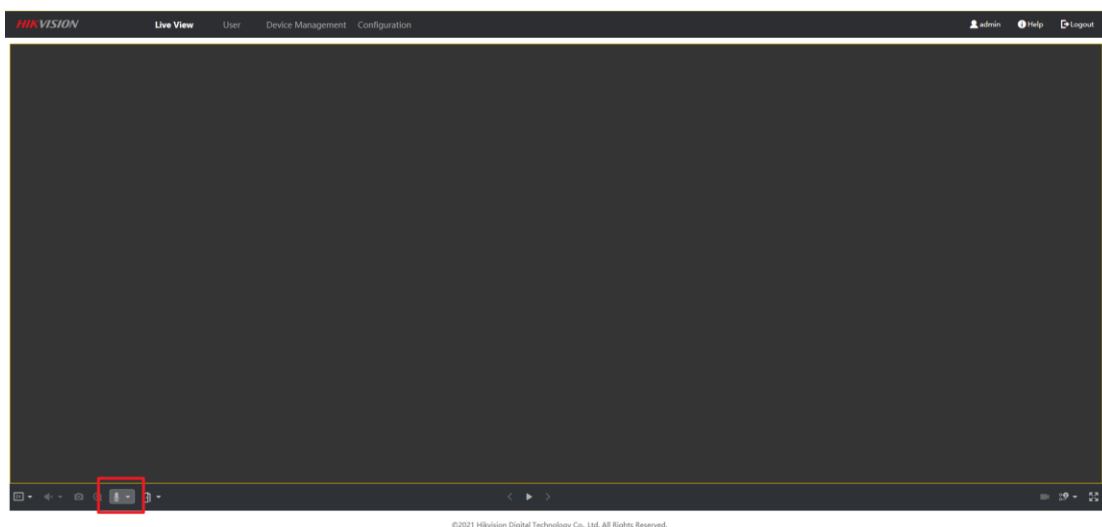 HIKVISION Live View User Device Management Configuration admin Help Logout
©2021 Hikvision Digital Technology Co., Ltd. All Rights Reserved.